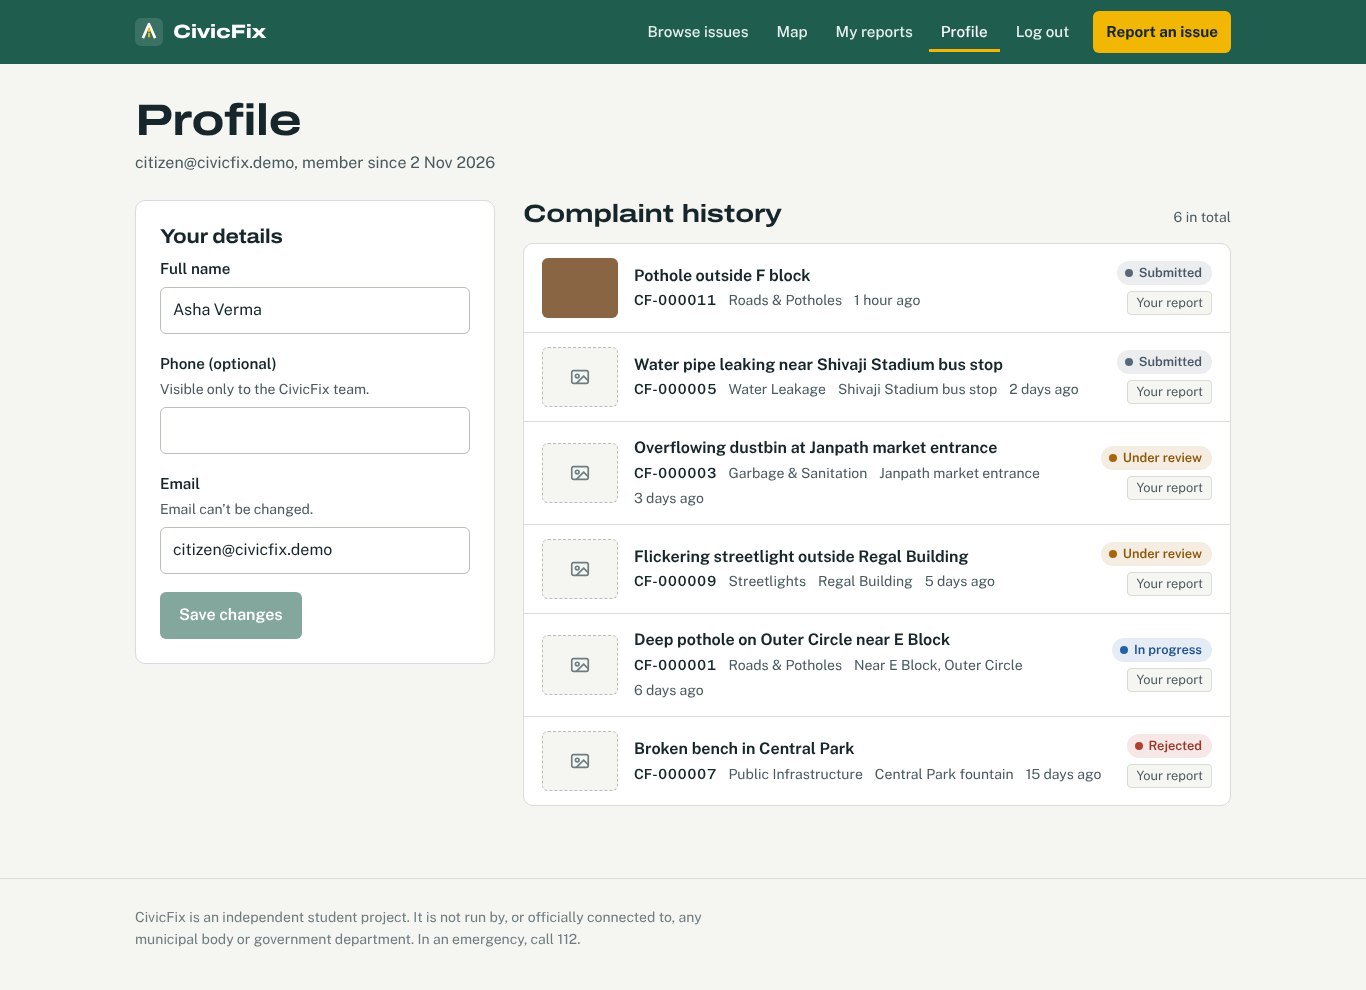 CivicFix
Browse issues
Map
My reports
Profile
Log out
Report an issue
Profile
citizen@civicfix.demo, member since 2 Nov 2026
Your details
Full name
Asha Verma
Phone (optional)
Visible only to the CivicFix team.
Email
Email can’t be changed.
citizen@civicfix.demo
Save changes
Complaint history
6 in total
Pothole outside F block
CF-000011 Roads & Potholes 1 hour ago
Submitted
Your report
Water pipe leaking near Shivaji Stadium bus stop
CF-000005 Water Leakage Shivaji Stadium bus stop 2 days ago
Submitted
Your report
Overflowing dustbin at Janpath market entrance
CF-000003 Garbage & Sanitation Janpath market entrance
3 days ago
Under review
Your report
Flickering streetlight outside Regal Building
CF-000009 Streetlights Regal Building 5 days ago
Under review
Your report
Deep pothole on Outer Circle near E Block
CF-000001 Roads & Potholes Near E Block, Outer Circle
6 days ago
In progress
Your report
Broken bench in Central Park
CF-000007 Public Infrastructure Central Park fountain 15 days ago
Rejected
Your report
CivicFix is an independent student project. It is not run by, or officially connected to, any
municipal body or government department. In an emergency, call 112.